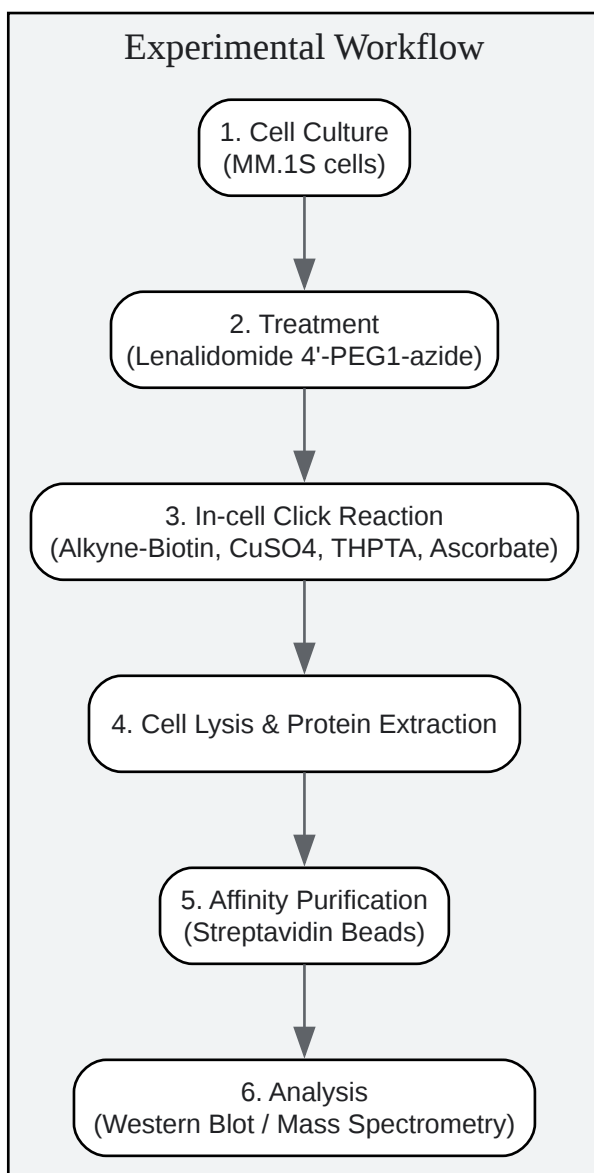 Experimental Workflow
1. Cell Culture
(MM.1S cells)
2. Treatment
(Lenalidomide 4'-PEG1-azide)
3. In-cell Click Reaction
(Alkyne-Biotin, CuSO4, THPTA, Ascorbate)
4. Cell Lysis & Protein Extraction
5. Affinity Purification
(Streptavidin Beads)
6. Analysis
(Western Blot / Mass Spectrometry)